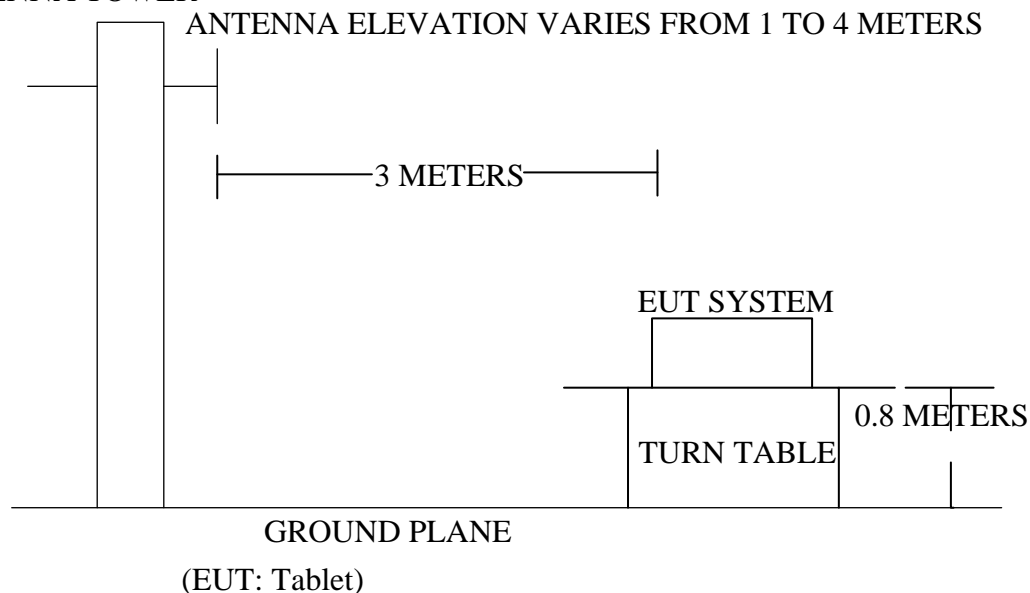 ANTENNA ELEVATION VARIES FROM 1 TO 4 METERS
3 METERS
EUT SYSTEM
0.8 METERS
TURN TABLE
GROUND PLANE
(EUT: Tablet)